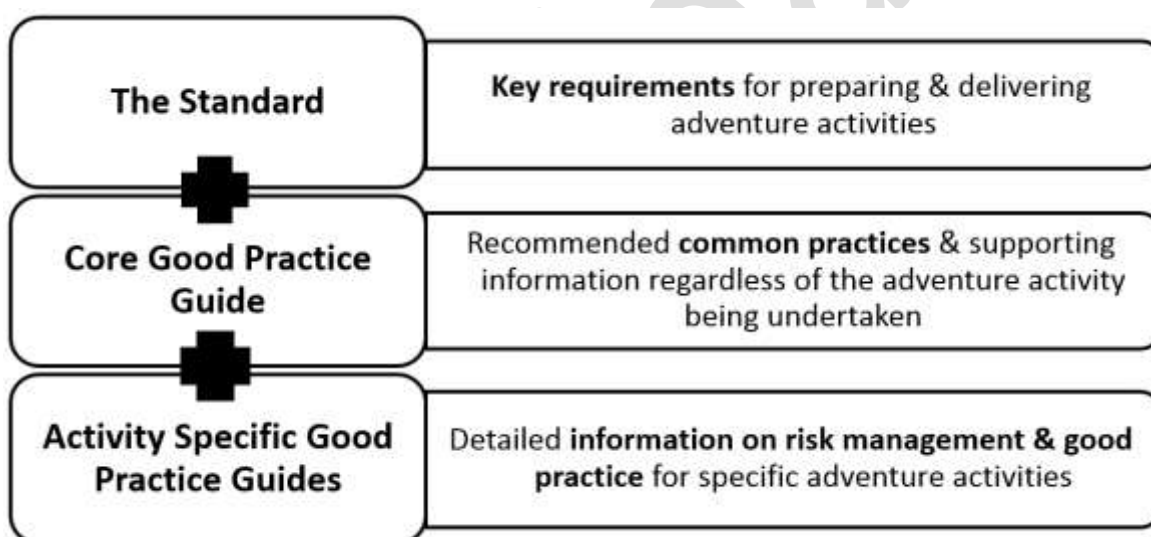 The Standard
Key requirements for preparing & delivering
adventure activities
Core Good Practice
Guide
Recommended common practices & supporting
information regardless of the adventure activity
being undertaken
Activity Specific Good
Practice Guides
Detailed information on risk management & good
practice for specific adventure activities